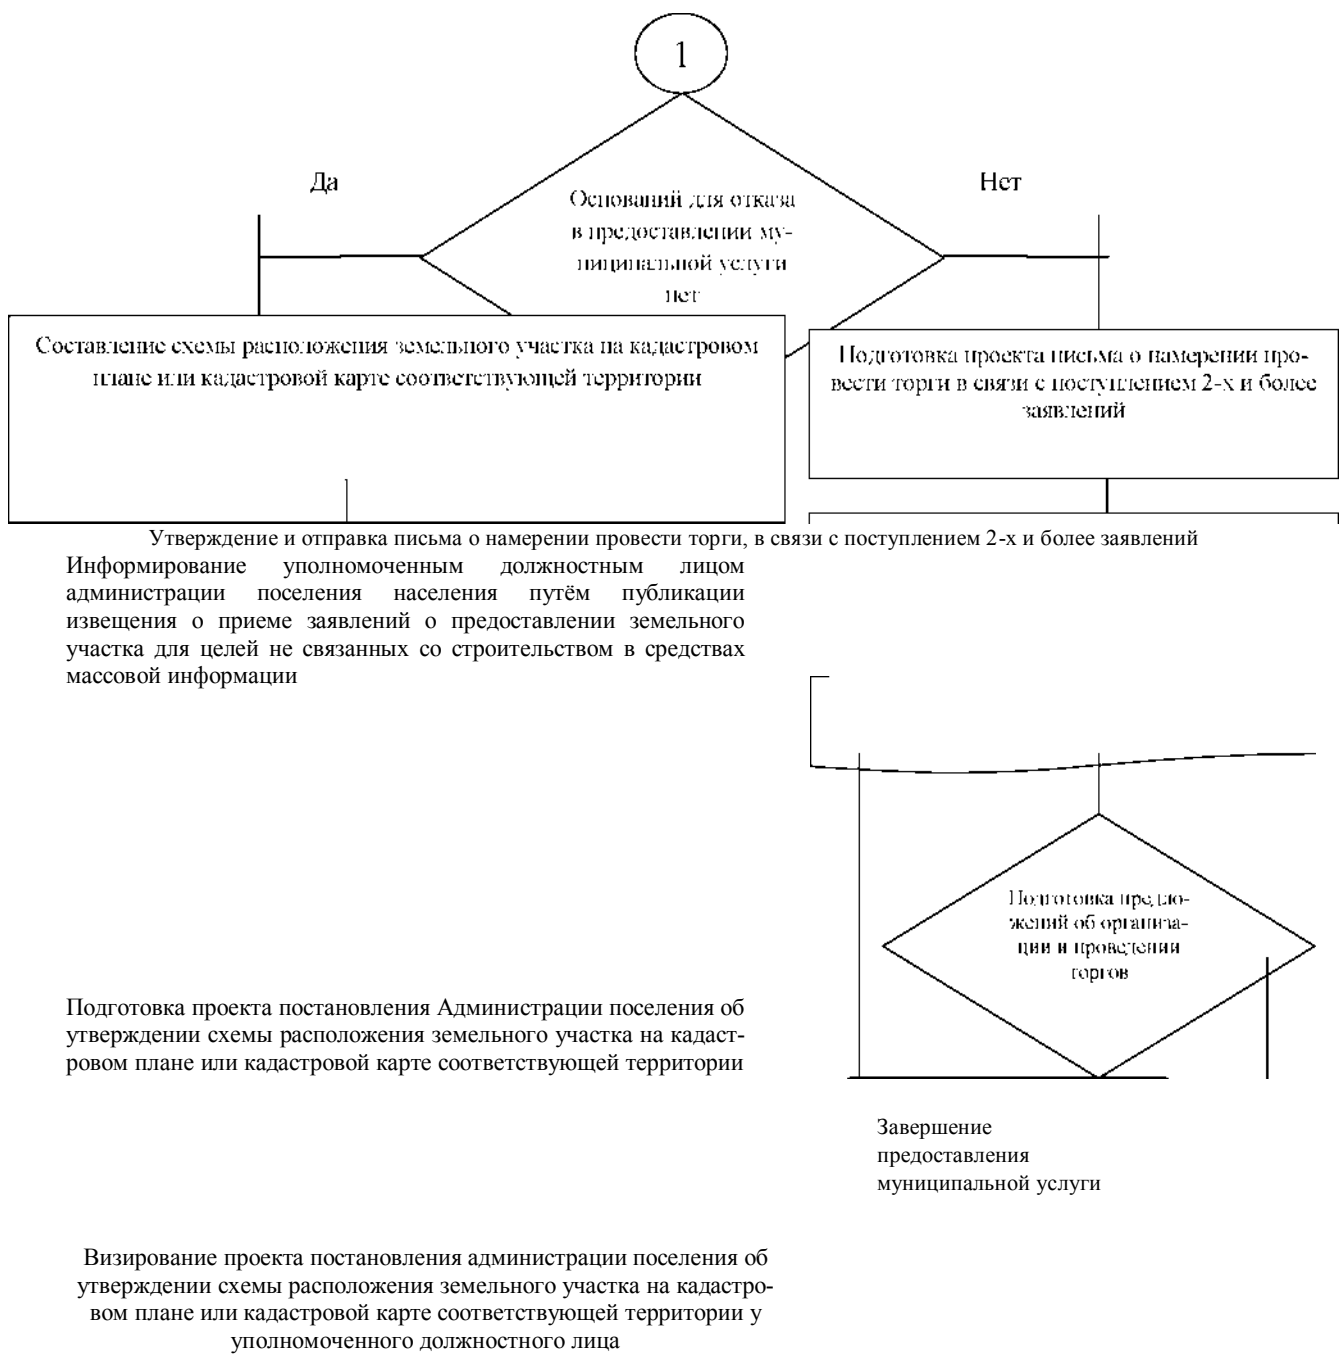 1
Да
Нет
Оснований для отказа
в предоставлении му-
ниципальной услуги
нет
Составление схемы расположения земельного участка на кадастровом
плане или кадастровой карте соответствующей территории
Подготовка проекта письма о намерении про-
вести торги в связи с поступлением 2-х и более
заявлений
Утверждение и отправка письма о намерении провести торги, в связи с поступлением 2-х и более заявлений
Информирование уполномоченным должностным лицом
администрации поселения населения путём публикации
извещения о приеме заявлений о предоставлении земельного
участка для целей не связанных со строительством в средствах
массовой информации
Подготовка предло-
жений об организа-
ции и проведении
торгов
Подготовка проекта постановления Администрации поселения об
утверждении схемы расположения земельного участка на кадаст-
ровом плане или кадастровой карте соответствующей территории
Завершение
предоставления
муниципальной услуги
Визирование проекта постановления администрации поселения об
утверждении схемы расположения земельного участка на кадастро-
вом плане или кадастровой карте соответствующей территории у
уполномоченного должностного лица